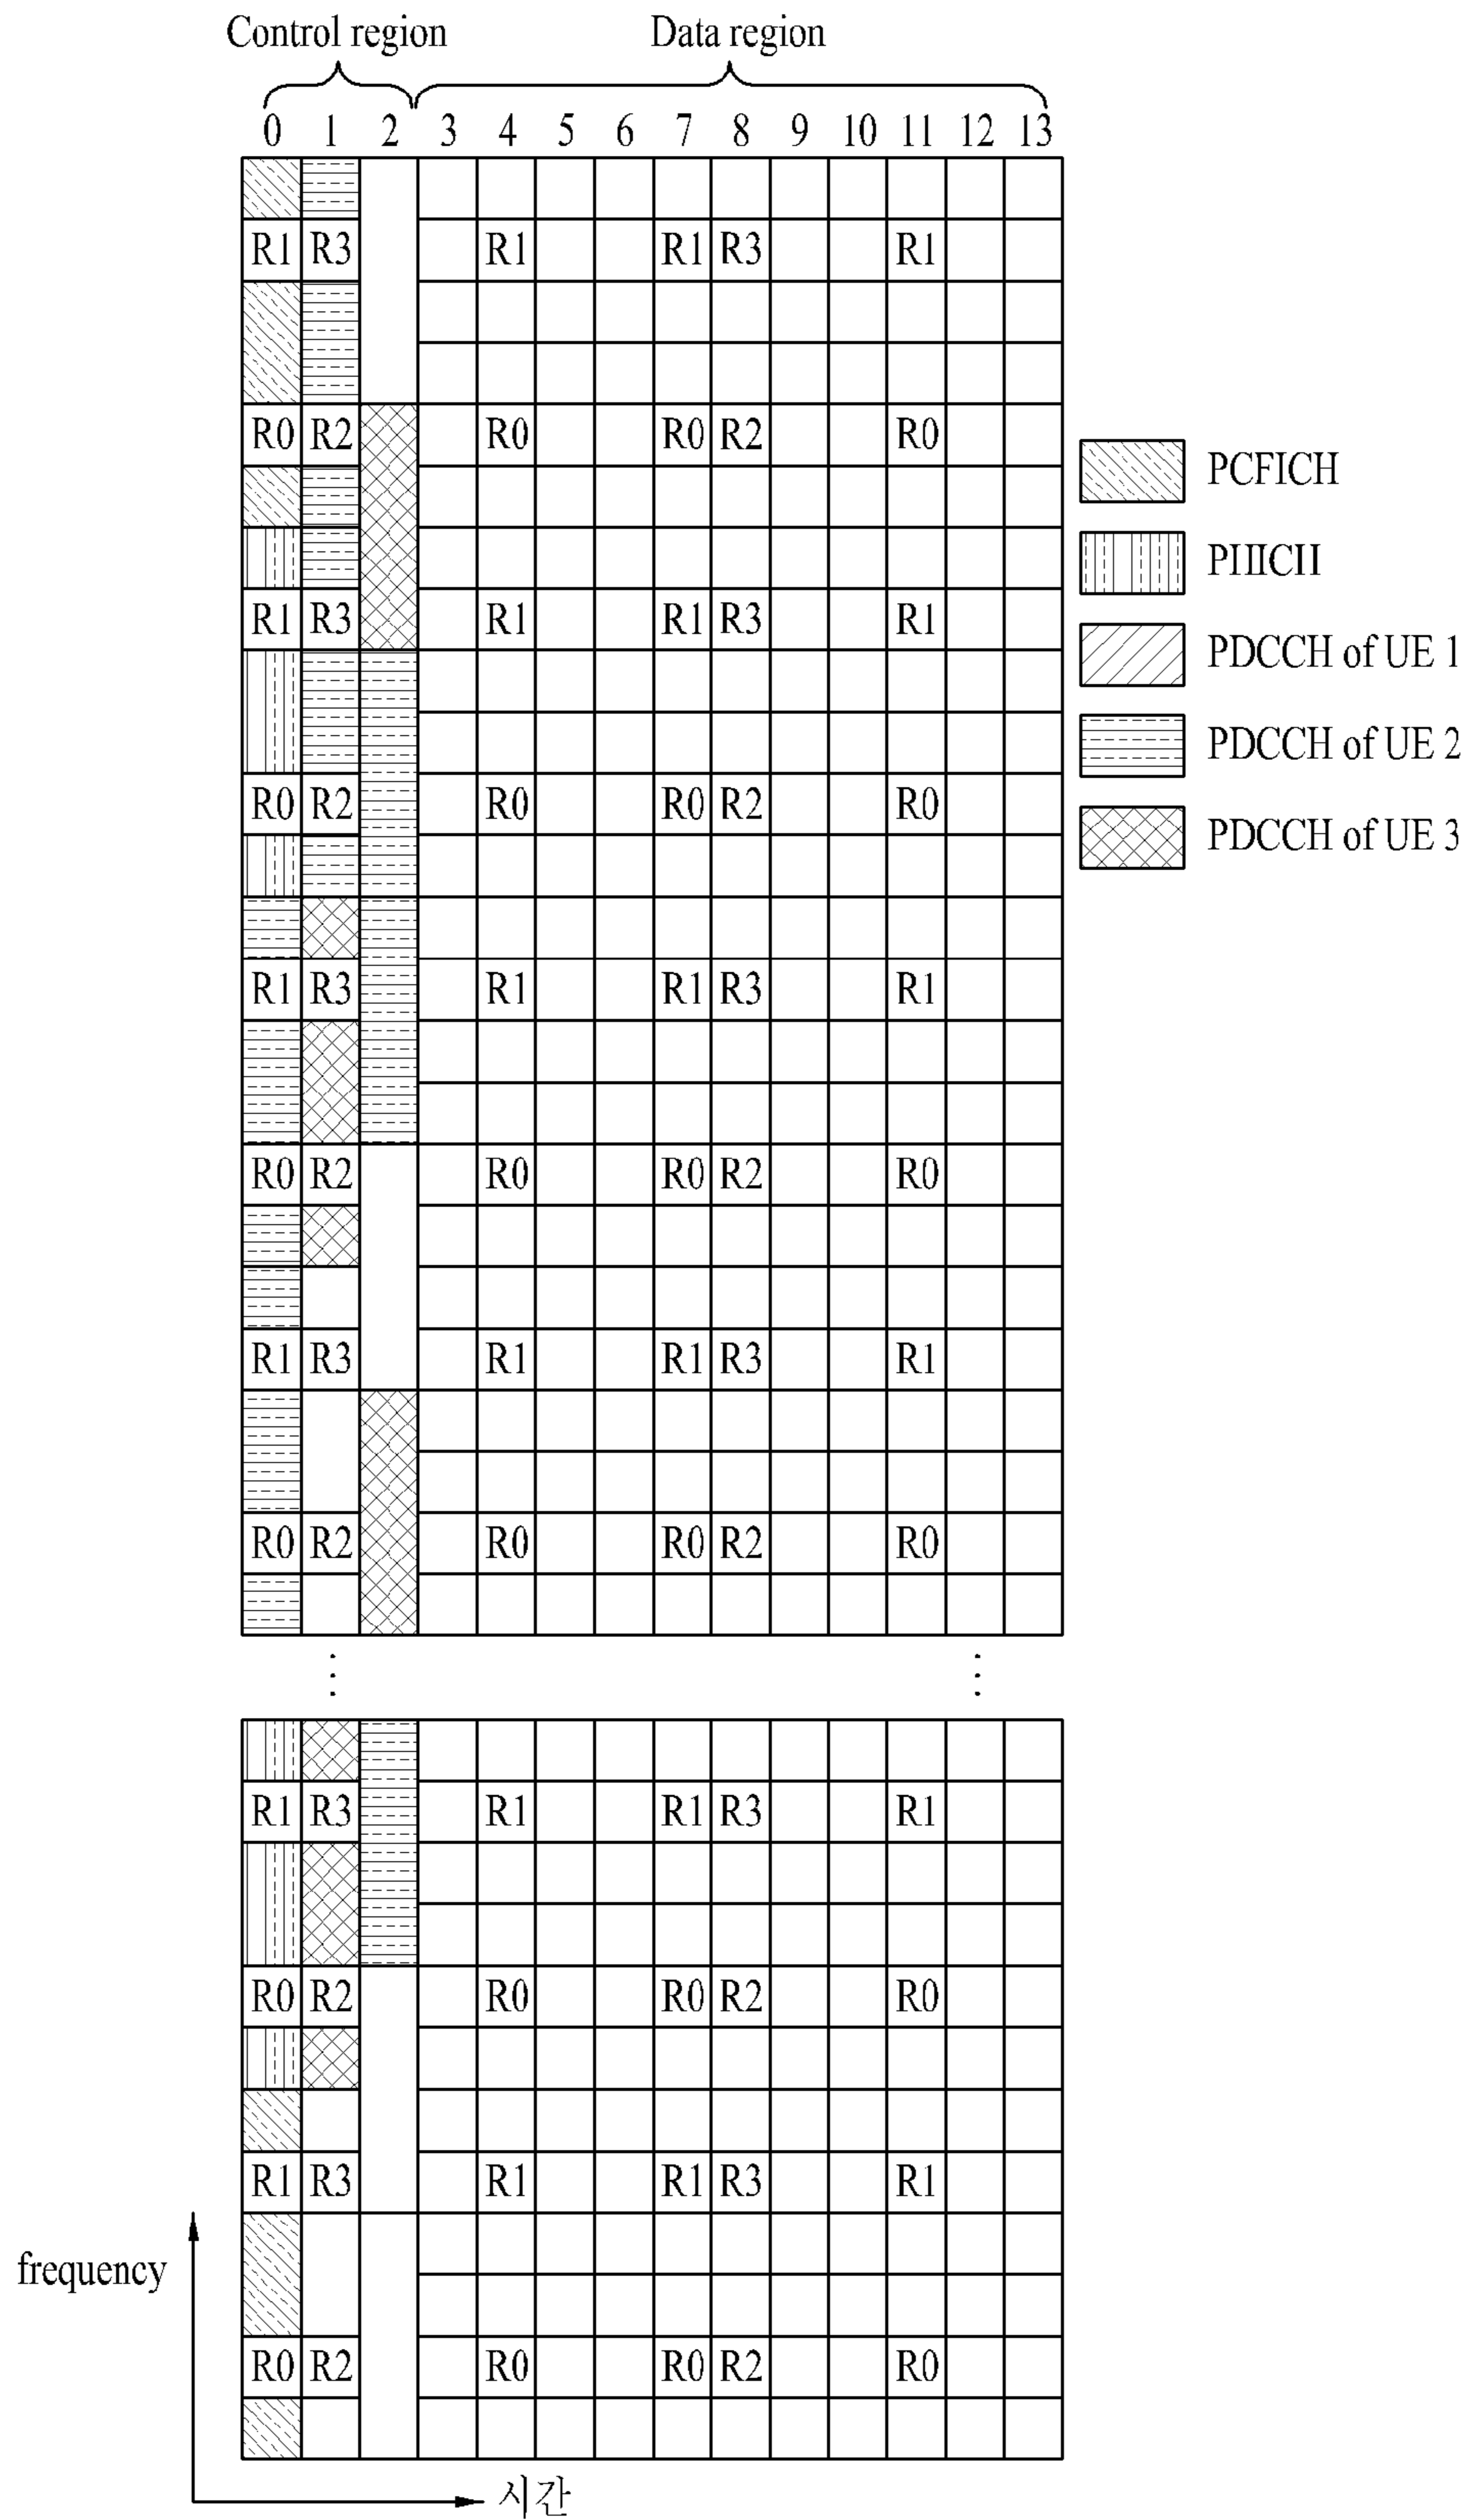 Control region Data region
0 1 2 3 4 5 6 7 8 9 10 11 12 13
R1 R3 R1 R1 R3 R1
R0 R2 R0 R0 R2 R0
PCFICH
PIIICII
R1 R3 R1 R1 R3 R1
PDCCH of UE 1
PDCCH of UE 2
R0 R2 R0 R0 R2 R0
PDCCH of UE 3
R1 R3 R1 R1 R3 R1
R0 R2 R0 R0 R2 R0
R1 R3 R1 R1 R3 R1
R0 R2 R0 R0 R2 R0
R1 R3 R1 R1 R3 R1
R0 R2 R0 R0 R2 R0
R1 R3 R1 R1 R3 R1
frequency
R0 R2 R0 R0 R2 R0
시간